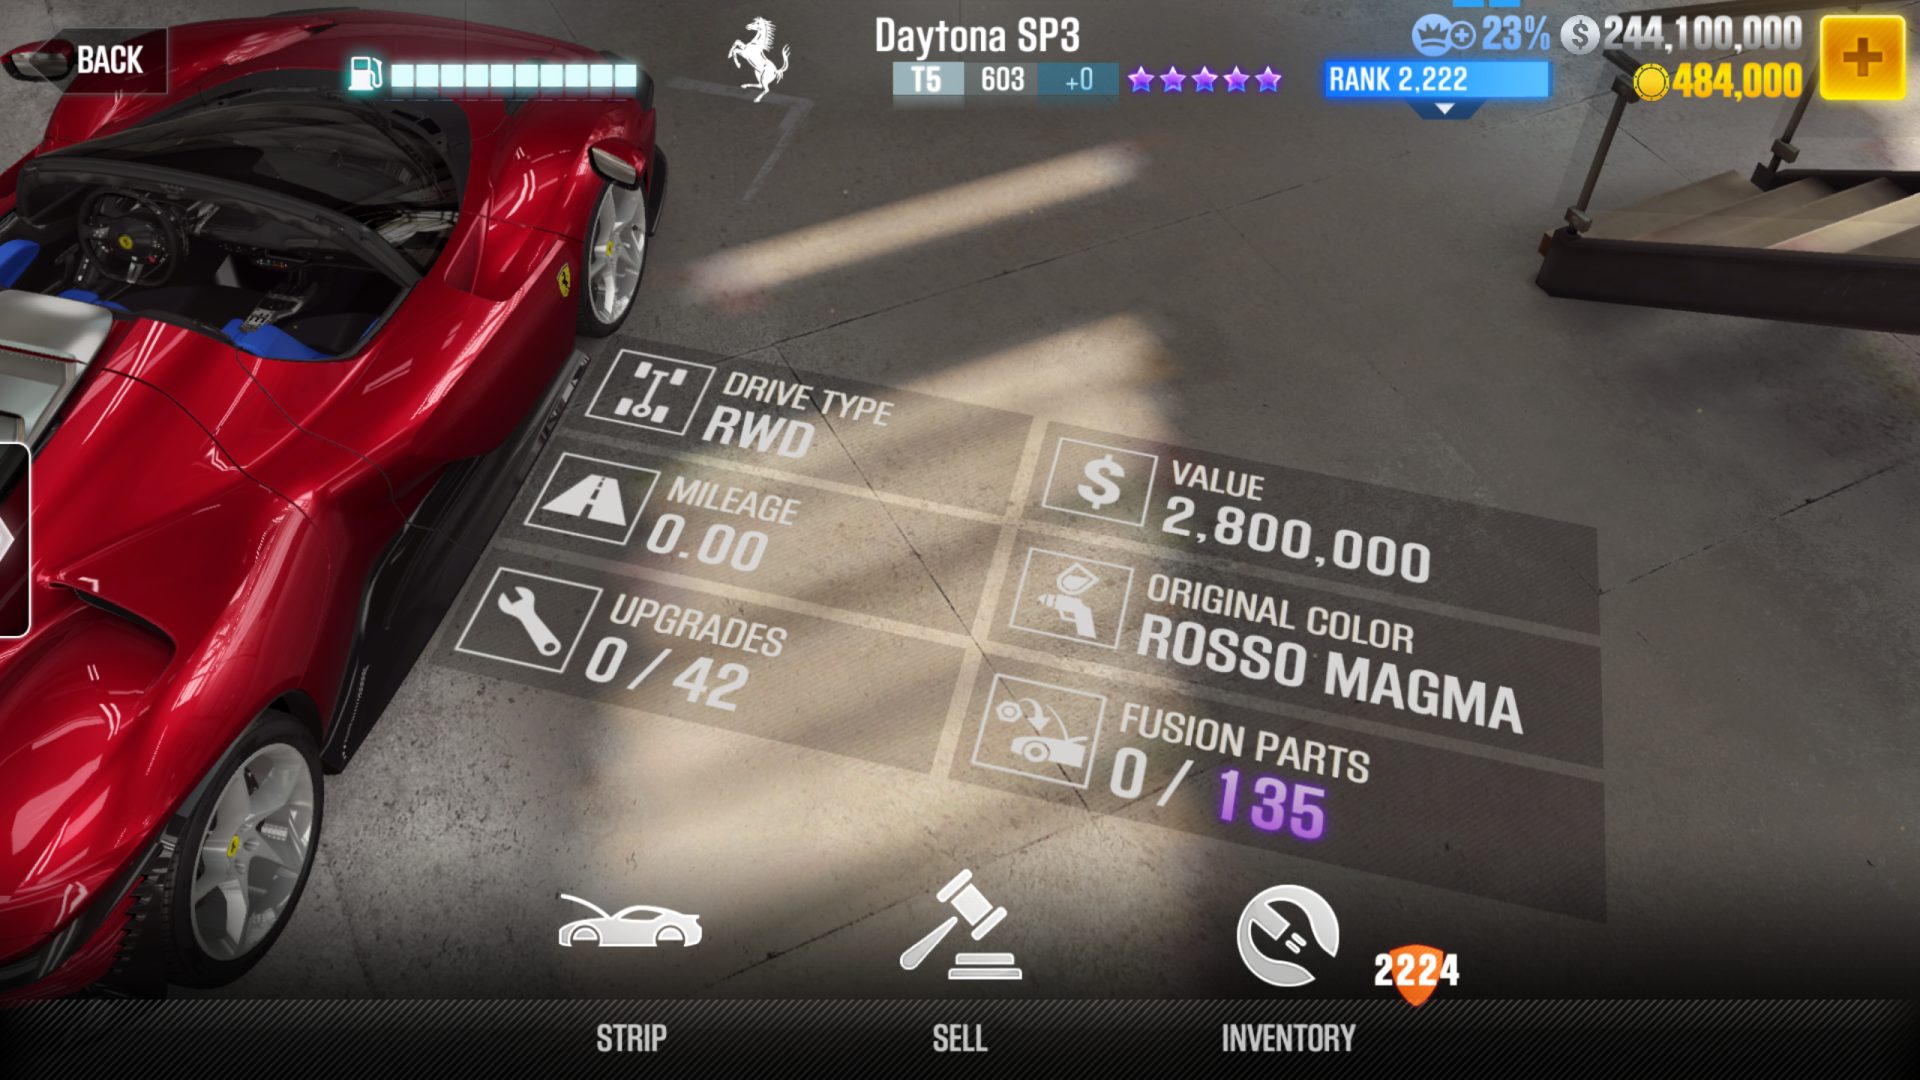 BACK
Daytona SP3
T5 603 +0
23%
244,100,000
RANK 2,222
484,000
DRIVE TYPE
RWD
MILEAGE
0.00
UPGRADES
0 / 42
VALUE
2,800,000
ORIGINAL COLOR
ROSSO MAGMA
FUSION PARTS
0 / 135
2224
STRIP
SELL
INVENTORY